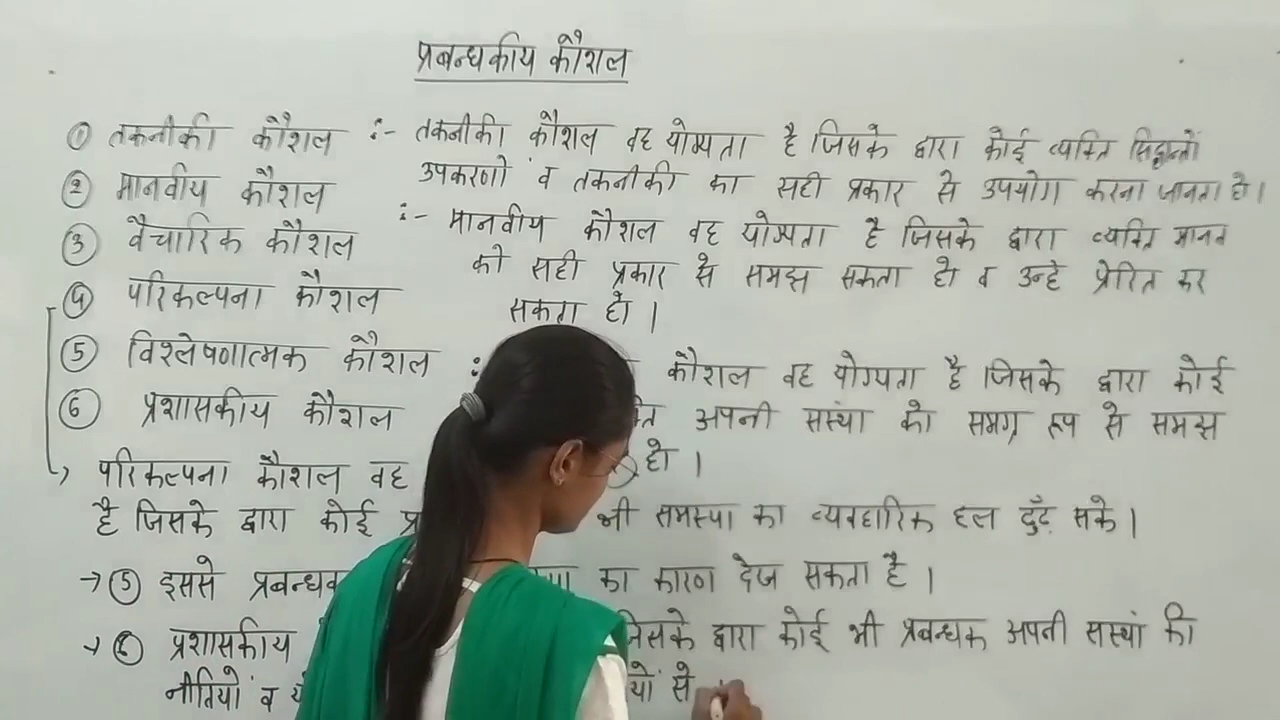 प्रबन्धकीय कौशल
① तकनीकी कौशल :- तकनीकी कौशल वह योग्यता है जिसके द्वारा कोई व्यक्ति सिद्धान्तों
उपकरणों व तकनीकी का सही प्रकार से उपयोग करना जानता हो।
② मानवीय कौशल
:- मानवीय कौशल वह योग्यता है जिसके द्वारा व्यक्ति मानव
③ वैचारिक कौशल
को सही प्रकार से समझ सकता हो व उन्हे प्रेरित कर
④ परिकल्पना कौशल
सकता हो।
⑤ विश्लेषणात्मक कौशल : कौशल वह योग्यता है जिसके द्वारा कोई
⑥ प्रशासकीय कौशल अपनी सस्था को समग्र रूप से समझ
हो।
→ परिकल्पना कौशल वह
है जिसके द्वारा कोई भी समस्या का व्यवहारिक हल ढुँढ़ सके।
→ ⑤ इससे का कारण देख सकता है।
→ ⑥ प्रशासकीय जिसके द्वारा कोई भी प्रबन्धक अपनी सस्थां की
नीतियों व से